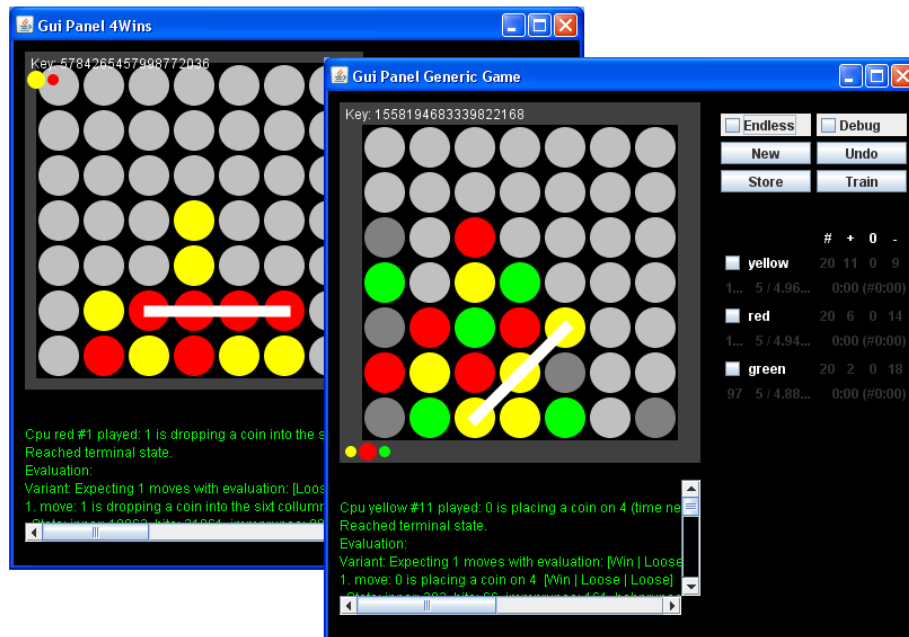 Gui Panel 4Wins
Key: 5784265457998772036
Cpu red #1 played: 1 is dropping a coin into the s
Reached terminal state.
Evaluation:
Variant: Expecting 1 moves with evaluation: [Loos
1. move: 1 is dropping a coin into the sixt collumn
Gui Panel Generic Game
Key: 1558194683339822168
Endless Debug
New Undo
Store Train
# + 0 -
yellow 20 11 0 9
1... 5 / 4.96... 0:00 (#0:00)
red 20 6 0 14
1... 5 / 4.94... 0:00 (#0:00)
green 20 2 0 18
97 5 / 4.88... 0:00 (#0:00)
Cpu yellow #11 played: 0 is placing a coin on 4 (time ne
Reached terminal state.
Evaluation:
Variant: Expecting 1 moves with evaluation: [Win | Loose
1. move: 0 is placing a coin on 4 [Win | Loose | Loose]